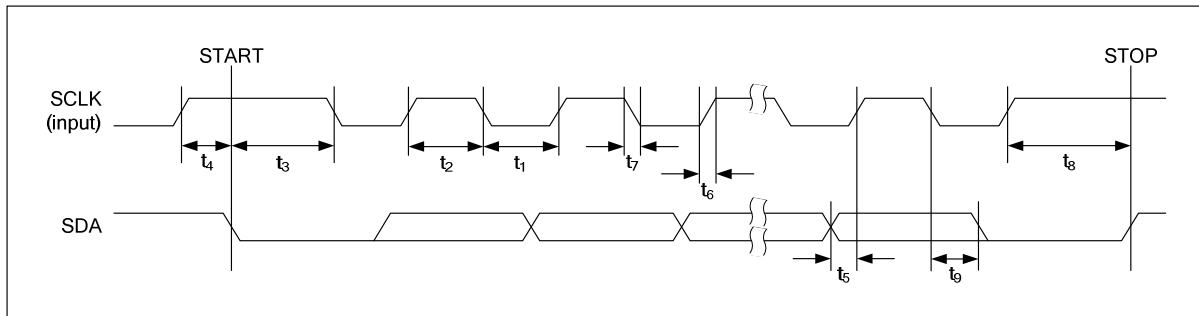 START
STOP
SCLK
(input)
t4
t3
t2
t1
t7
t6
t8
SDA
t5
t9